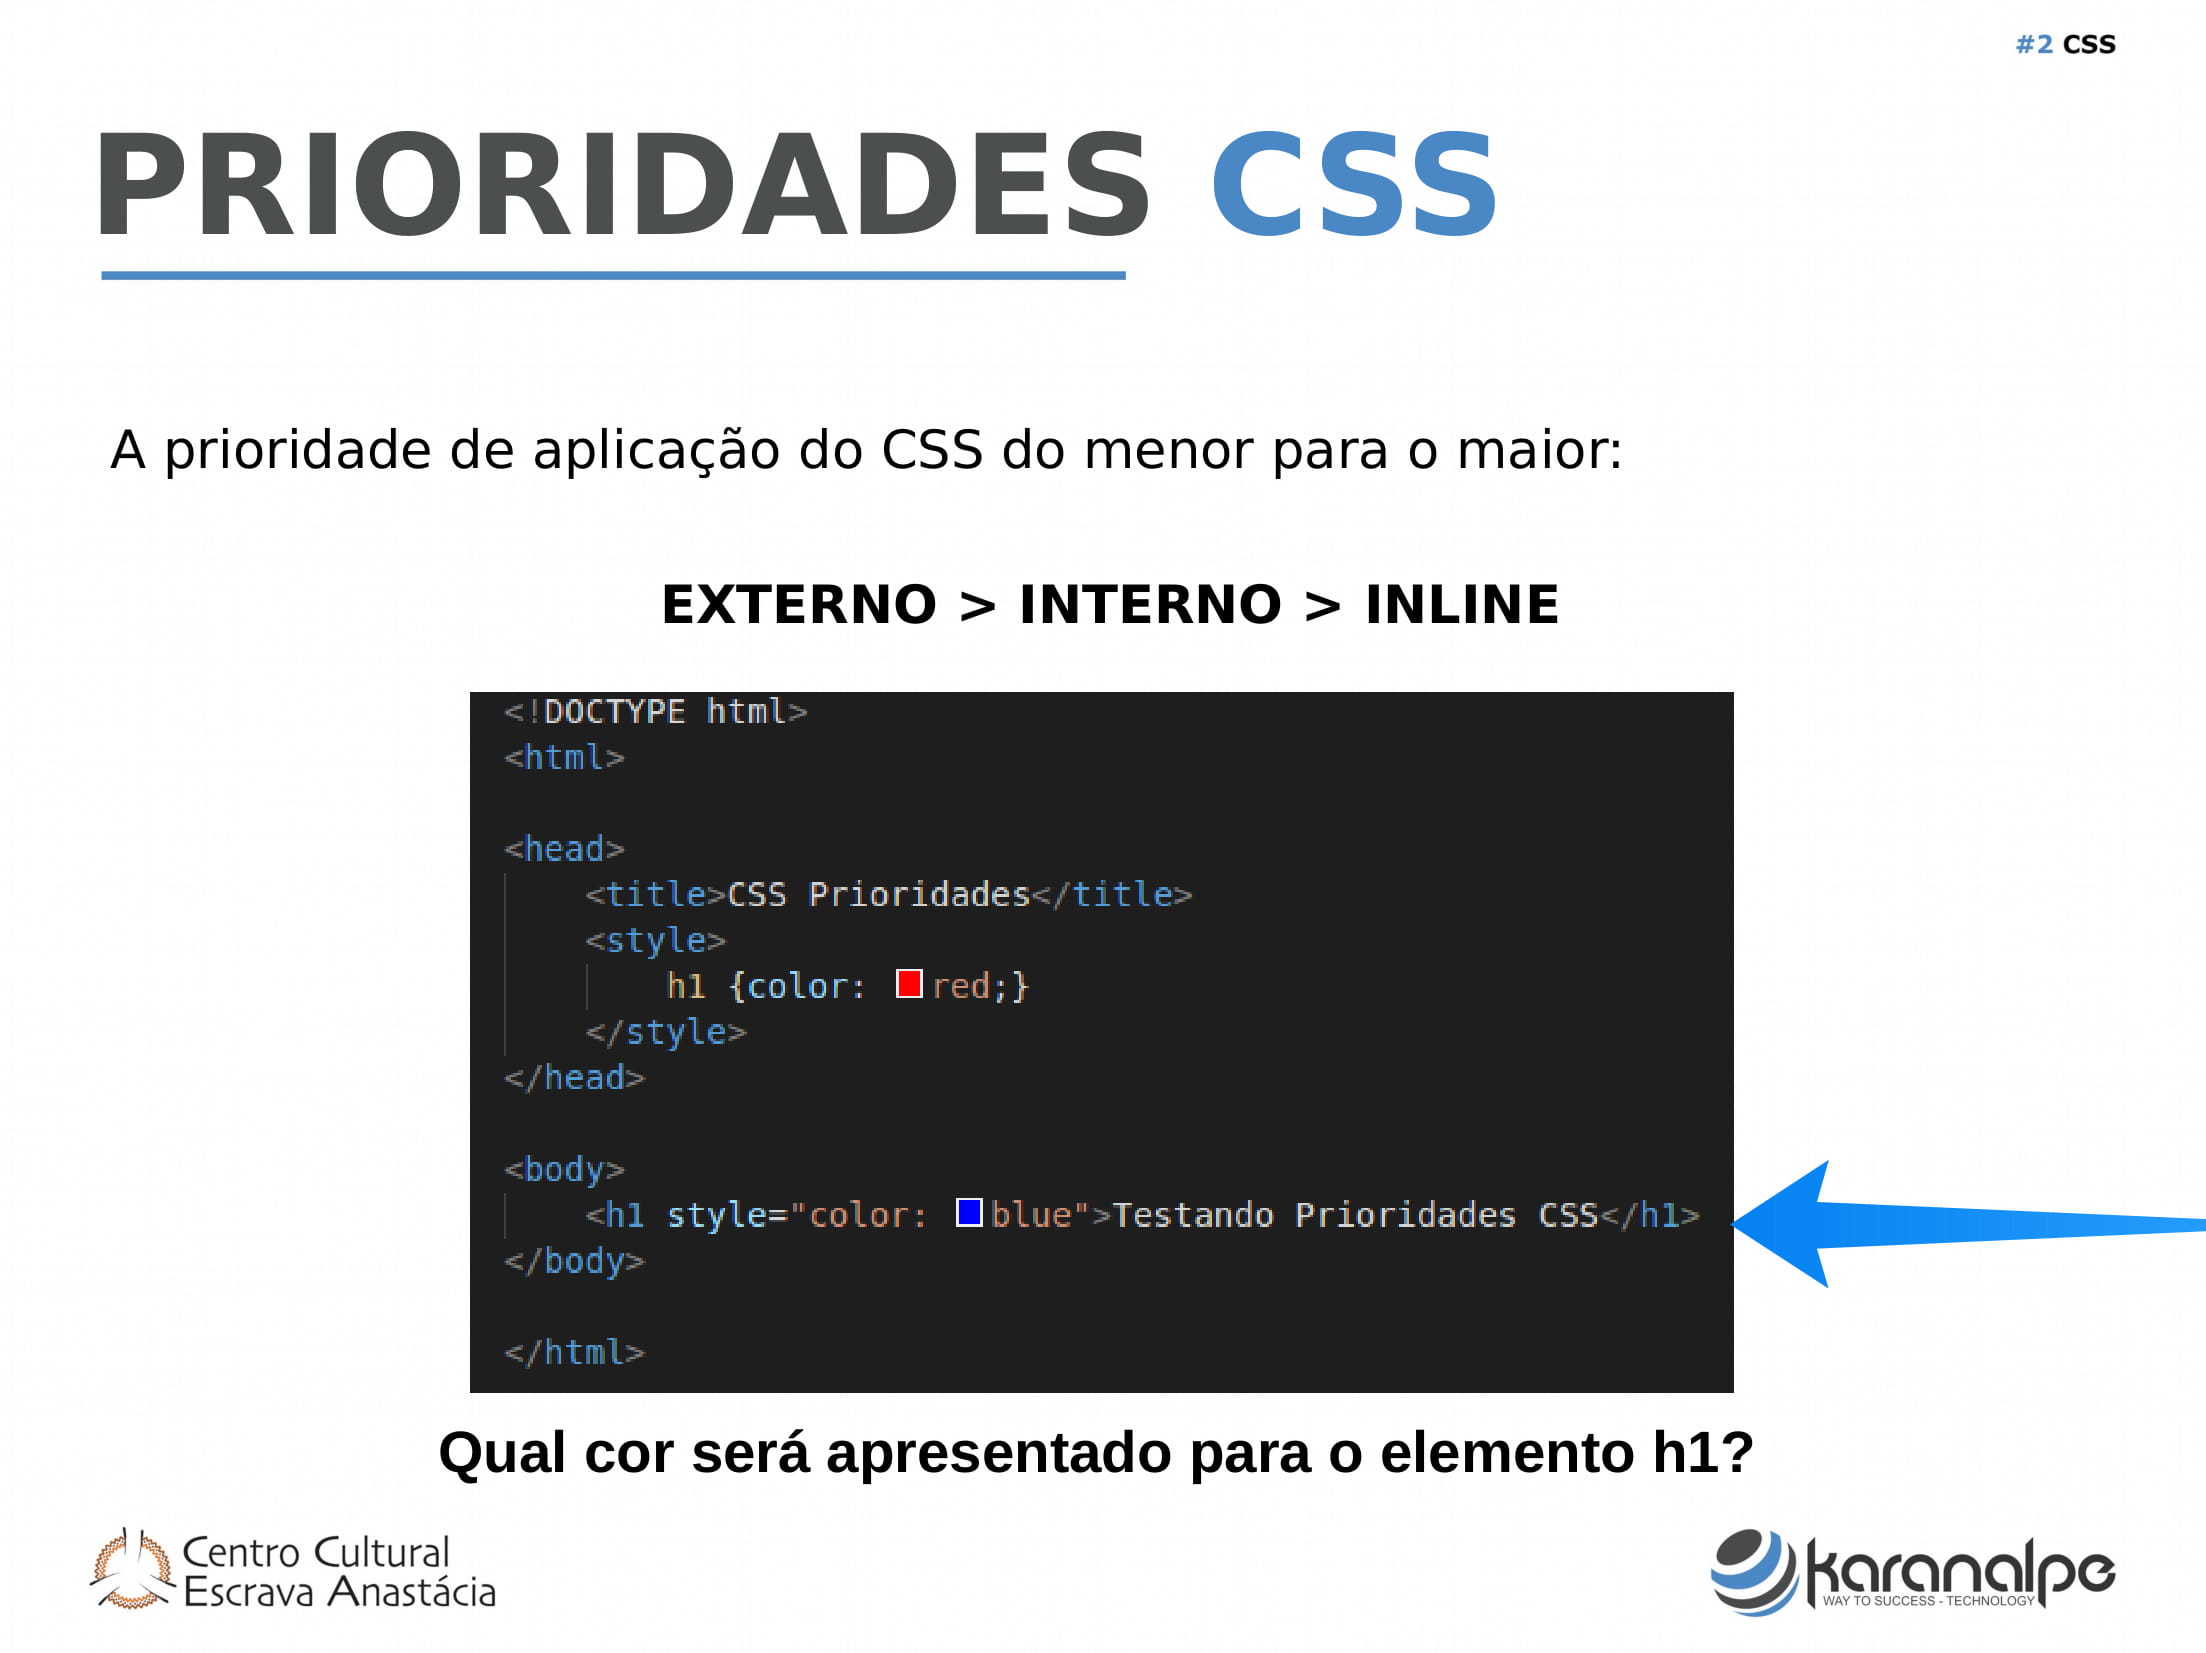 #2 CSS
PRIORIDADES CSS
A prioridade de aplicação do CSS do menor para o maior:
EXTERNO > INTERNO > INLINE
<!DOCTYPE html>
<html>
<head>
<title>CSS Prioridades</title>
<style>
h1 {color: red;}
</style>
</head>
<body>
<h1 style="color: blue">Testando Prioridades CSS</h1>
</body>
</html>
Qual cor será apresentado para o elemento h1?
Centro Cultural
Escrava Anastácia
karanalpe
WAY TO SUCCESS - TECHNOLOGY